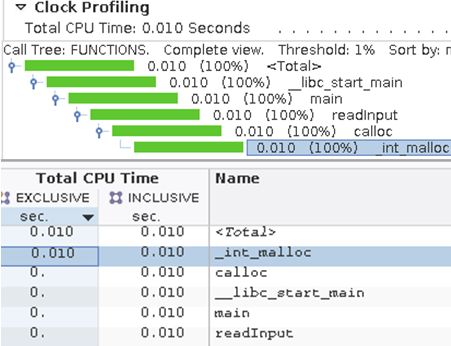 Clock Profiling
Total CPU Time: 0.010 Seconds
Call Tree: FUNCTIONS. Complete view. Threshold: 1% Sort by:
0.010 (100%) <Total>
0.010 (100%) __libc_start_main
0.010 (100%) main
0.010 (100%) readInput
0.010 (100%) calloc
0.010 (100%) _int_malloc
Total CPU Time Name
EXCLUSIVE INCLUSIVE
sec. sec.
0.010 0.010 <Total>
0.010 0.010 _int_malloc
0. 0.010 calloc
0. 0.010 __libc_start_main
0. 0.010 main
0. 0.010 readInput